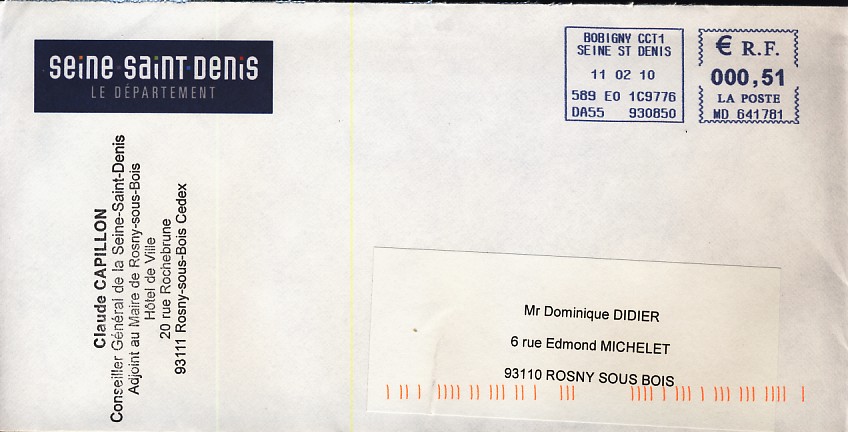 seine·saint·denis
LE DÉPARTEMENT
BOBIGNY CCT1
SEINE ST DENIS
11 02 10
589 E0 1C9776
DA55 930850
€ R.F.
000,51
LA POSTE
MD 641781
Claude CAPILLON
Conseiller Général de la Seine-Saint-Denis
Adjoint au Maire de Rosny-sous-Bois
Hôtel de Ville
20 rue Rochebrune
93111 Rosny-sous-Bois Cedex
Mr Dominique DIDIER
6 rue Edmond MICHELET
93110 ROSNY SOUS BOIS